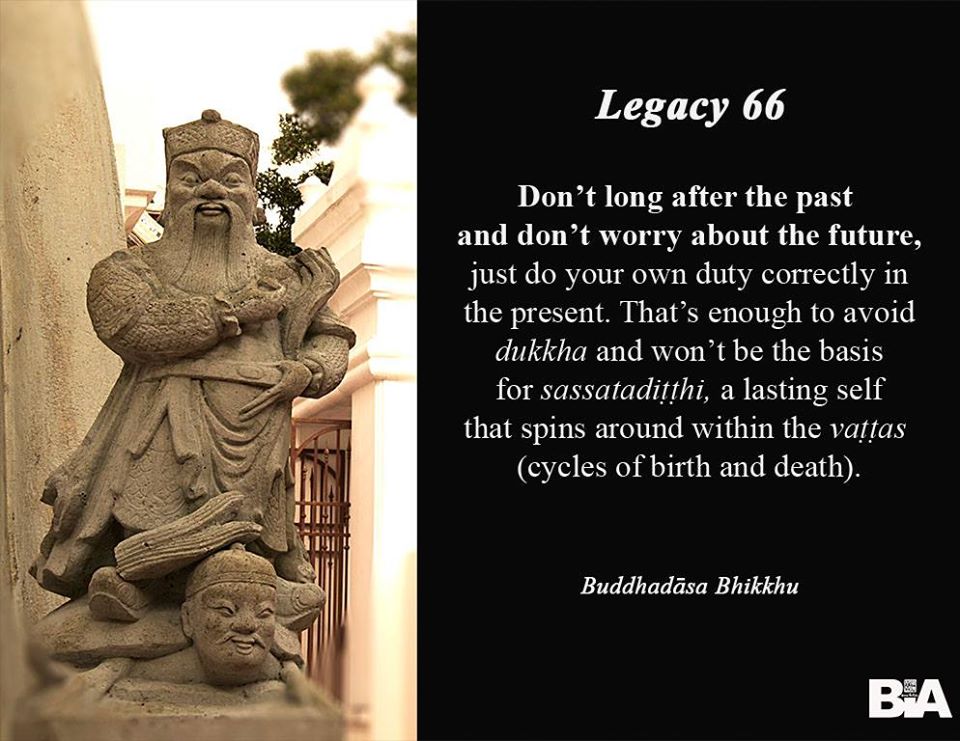 Legacy 66
Don’t long after the past
and don’t worry about the future,
just do your own duty correctly in
the present. That’s enough to avoid
dukkha and won’t be the basis
for sassatadiṭṭhi, a lasting self
that spins around within the vaṭṭas
(cycles of birth and death).
Buddhadāsa Bhikkhu
BIA